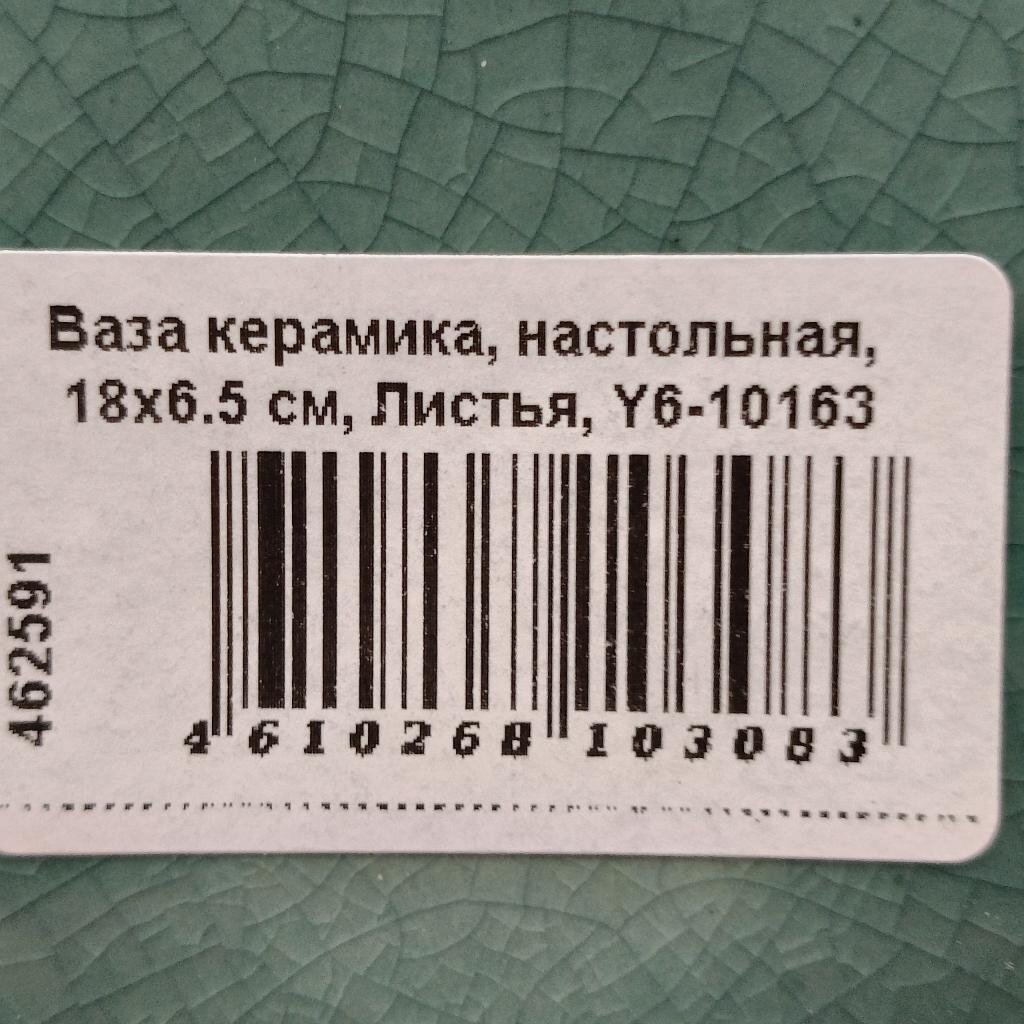 Ваза керамика, настольная,
18x6.5 см, Листья, Y6-10163
462591
4 610268 103083